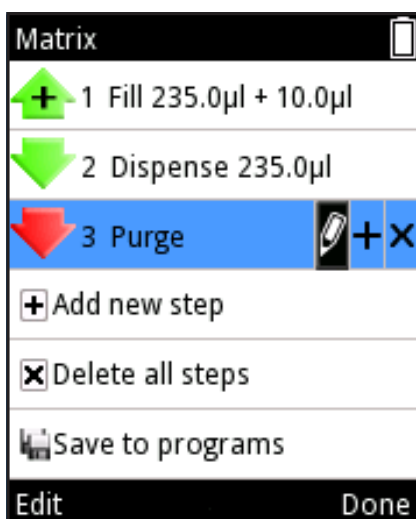 Matrix
1 Fill 235.0µl + 10.0µl
2 Dispense 235.0µl
3 Purge
Add new step
Delete all steps
Save to programs
Edit Done